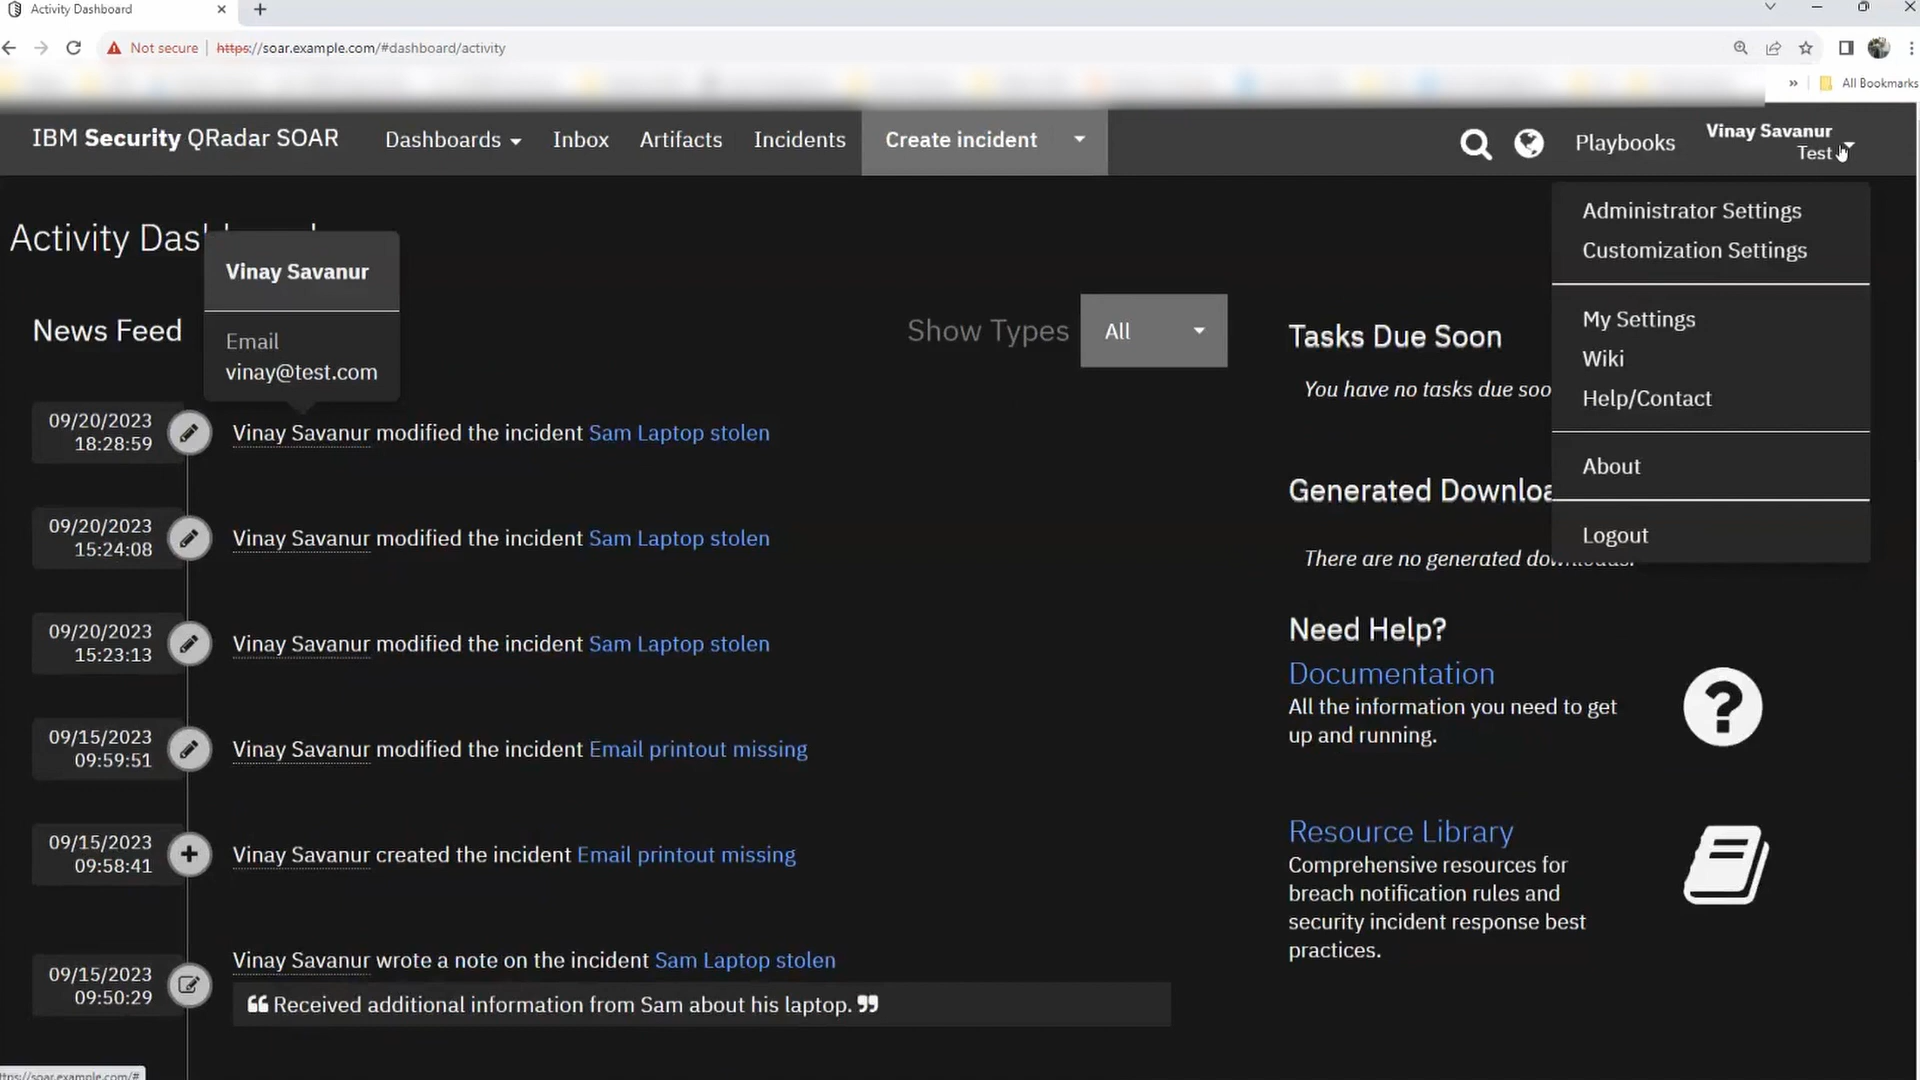 Activity Dashboard
Not secure
https://soar.example.com/#dashboard/activity
All Bookmarks
IBM Security QRadar SOAR
Dashboards
Inbox
Artifacts
Incidents
Create incident
Playbooks
Vinay Savanur
Test
Administrator Settings
Customization Settings
My Settings
Wiki
Help/Contact
About
Logout
Activity Das
Vinay Savanur
Email
vinay@test.com
News Feed
Show Types
All
09/20/2023
18:28:59
Vinay Savanur modified the incident Sam Laptop stolen
09/20/2023
15:24:08
Vinay Savanur modified the incident Sam Laptop stolen
09/20/2023
15:23:13
Vinay Savanur modified the incident Sam Laptop stolen
09/15/2023
09:59:51
Vinay Savanur modified the incident Email printout missing
09/15/2023
09:58:41
Vinay Savanur created the incident Email printout missing
09/15/2023
09:50:29
Vinay Savanur wrote a note on the incident Sam Laptop stolen
❝ Received additional information from Sam about his laptop. ❞
Tasks Due Soon
You have no tasks due soo
Generated Downloa
There are no generated downloads.
Need Help?
Documentation
All the information you need to get
up and running.
Resource Library
Comprehensive resources for
breach notification rules and
security incident response best
practices.
ttps://soar.example.com/#